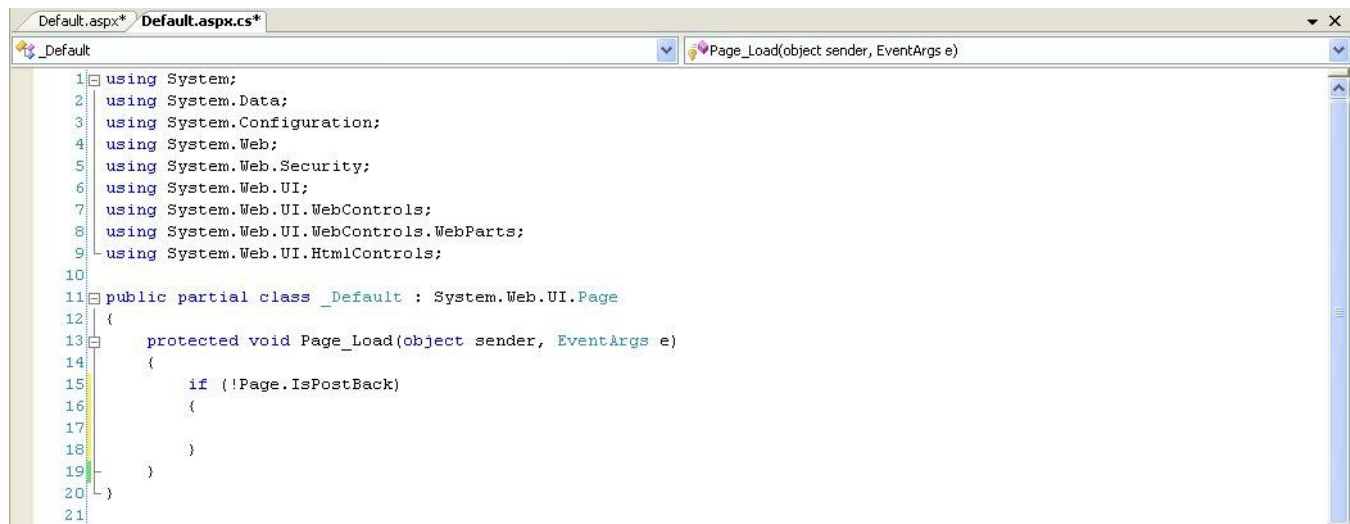 Default.aspx* Default.aspx.cs*
_Default Page_Load(object sender, EventArgs e)
1 using System;
2 using System.Data;
3 using System.Configuration;
4 using System.Web;
5 using System.Web.Security;
6 using System.Web.UI;
7 using System.Web.UI.WebControls;
8 using System.Web.UI.WebControls.WebParts;
9 using System.Web.UI.HtmlControls;
10
11 public partial class _Default : System.Web.UI.Page
12 {
13 protected void Page_Load(object sender, EventArgs e)
14 {
15 if (!Page.IsPostBack)
16 {
17
18 }
19 }
20 }
21